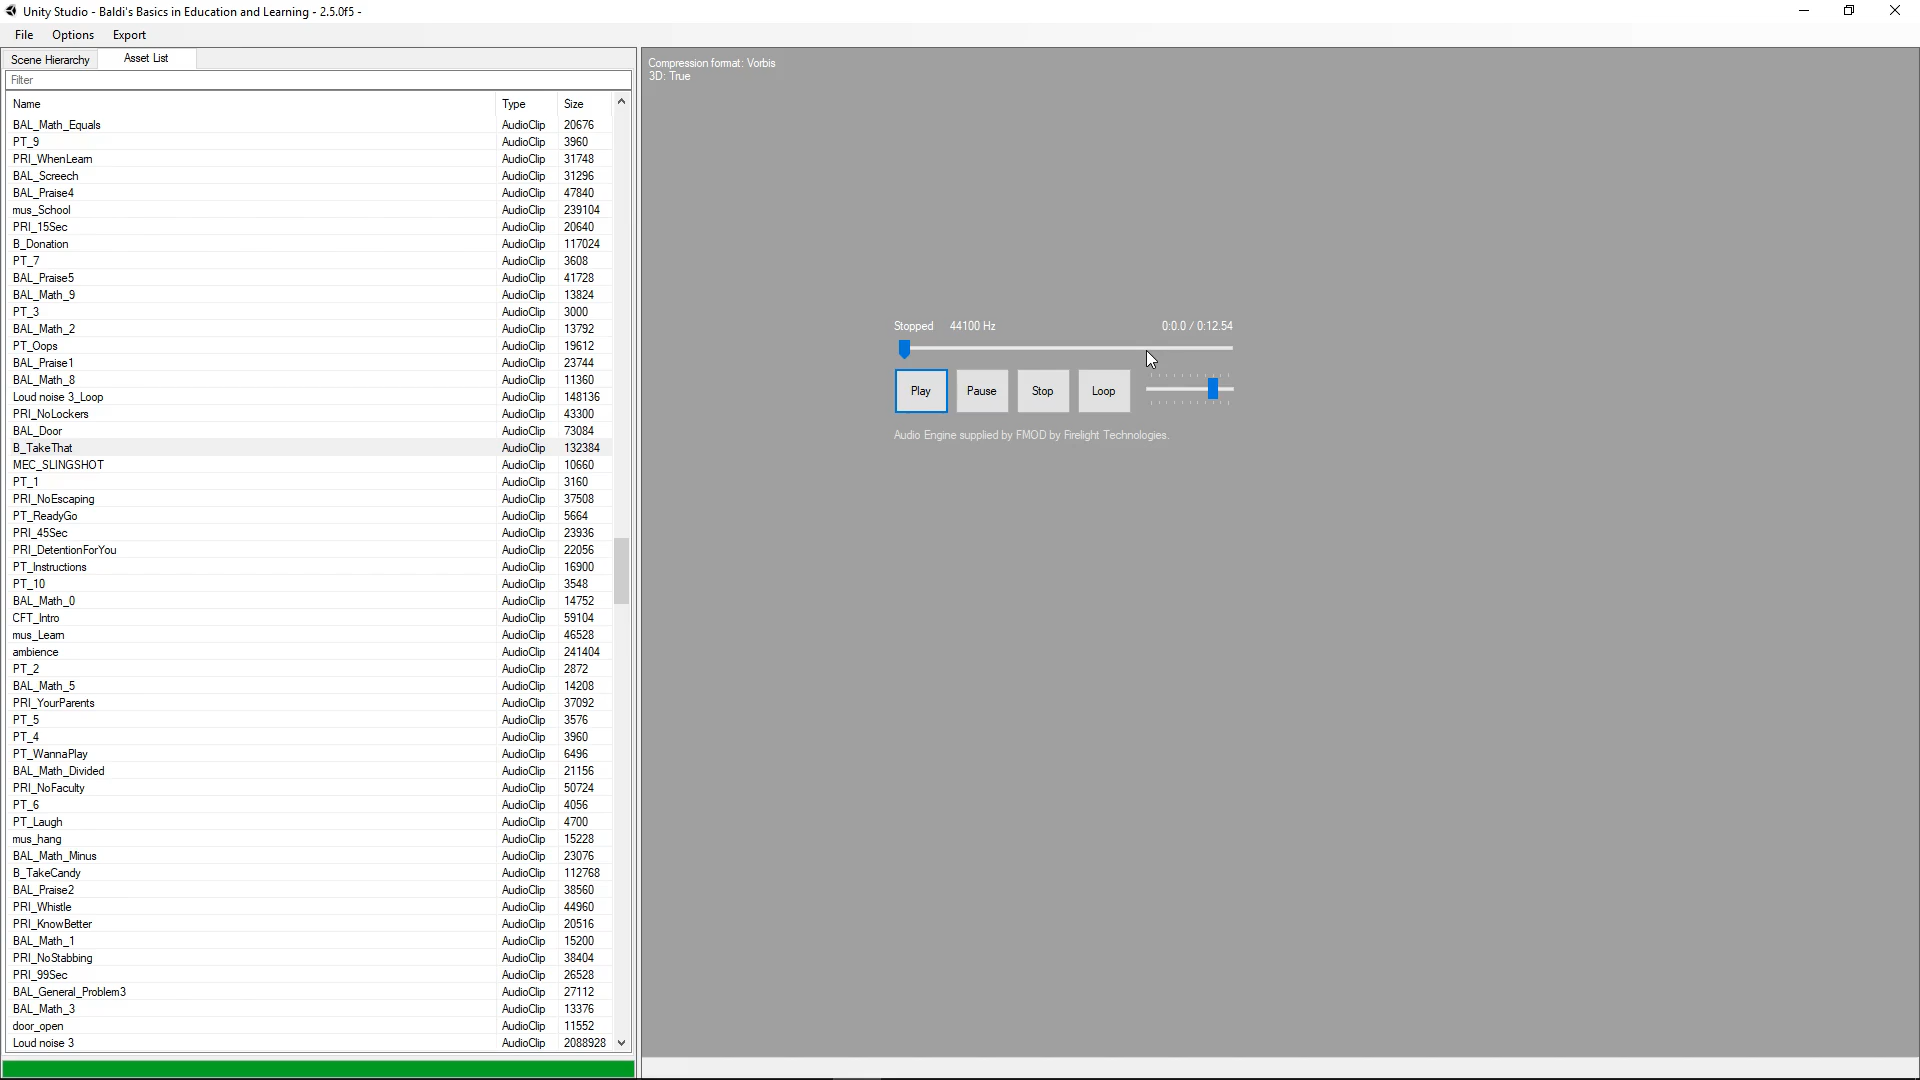 Unity Studio - Baldi's Basics in Education and Learning - 2.5.0f5 -
File Options Export
Scene Hierarchy Asset List
Filter
Name Type Size
BAL_Math_Equals AudioClip 20676
PT_9 AudioClip 3960
PRI_WhenLearn AudioClip 31748
BAL_Screech AudioClip 31296
BAL_Praise4 AudioClip 47840
mus_School AudioClip 239104
PRI_15Sec AudioClip 20640
B_Donation AudioClip 117024
PT_7 AudioClip 3608
BAL_Praise5 AudioClip 41728
BAL_Math_9 AudioClip 13824
PT_3 AudioClip 3000
BAL_Math_2 AudioClip 13792
PT_Oops AudioClip 19612
BAL_Praise1 AudioClip 23744
BAL_Math_8 AudioClip 11360
Loud noise 3_Loop AudioClip 148136
PRI_NoLockers AudioClip 43300
BAL_Door AudioClip 73084
B_TakeThat AudioClip 132384
MEC_SLINGSHOT AudioClip 10660
PT_1 AudioClip 3160
PRI_NoEscaping AudioClip 37508
PT_ReadyGo AudioClip 5664
PRI_45Sec AudioClip 23936
PRI_DetentionForYou AudioClip 22056
PT_Instructions AudioClip 16900
PT_10 AudioClip 3548
BAL_Math_0 AudioClip 14752
CFT_Intro AudioClip 59104
mus_Learn AudioClip 46528
ambience AudioClip 241404
PT_2 AudioClip 2872
BAL_Math_5 AudioClip 14208
PRI_YourParents AudioClip 37092
PT_5 AudioClip 3576
PT_4 AudioClip 3960
PT_WannaPlay AudioClip 6496
BAL_Math_Divided AudioClip 21156
PRI_NoFaculty AudioClip 50724
PT_6 AudioClip 4056
PT_Laugh AudioClip 4700
mus_hang AudioClip 15228
BAL_Math_Minus AudioClip 23076
B_TakeCandy AudioClip 112768
BAL_Praise2 AudioClip 38560
PRI_Whistle AudioClip 44960
PRI_KnowBetter AudioClip 20516
BAL_Math_1 AudioClip 15200
PRI_NoStabbing AudioClip 38404
PRI_99Sec AudioClip 26528
BAL_General_Problem3 AudioClip 27112
BAL_Math_3 AudioClip 13376
door_open AudioClip 11552
Loud noise 3 AudioClip 2088928
Compression format: Vorbis
3D: True
Stopped 44100 Hz 0:0.0 / 0:12.54
Play Pause Stop Loop
Audio Engine supplied by FMOD by Firelight Technologies.